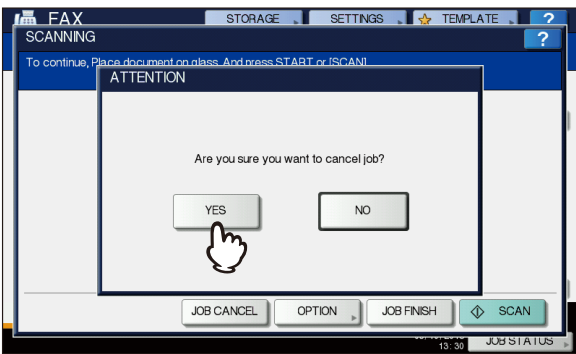 FAX
STORAGE
SETTINGS
TEMPLATE
?
SCANNING
?
To continue, Place document on glass. And press START or [SCAN]
ATTENTION
Are you sure you want to cancel job?
YES
NO
JOB CANCEL
OPTION
JOB FINISH
SCAN
13:30
JOB STATUS